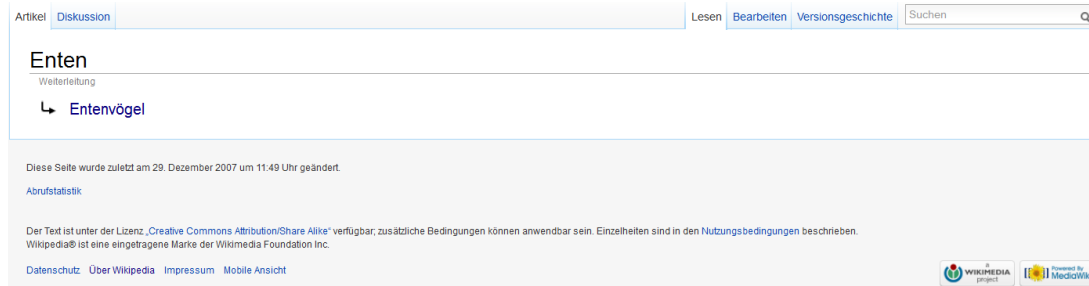 Artikel Diskussion Lesen Bearbeiten Versionsgeschichte Suchen
Enten
Weiterleitung
Entenvögel
Diese Seite wurde zuletzt am 29. Dezember 2007 um 11:49 Uhr geändert.
Abrufstatistik
Der Text ist unter der Lizenz „Creative Commons Attribution/Share Alike“ verfügbar; zusätzliche Bedingungen können anwendbar sein. Einzelheiten sind in den Nutzungsbedingungen beschrieben.
Wikipedia® ist eine eingetragene Marke der Wikimedia Foundation Inc.
Datenschutz Über Wikipedia Impressum Mobile Ansicht
a
WIKIMEDIA
project
Powered By
MediaWik